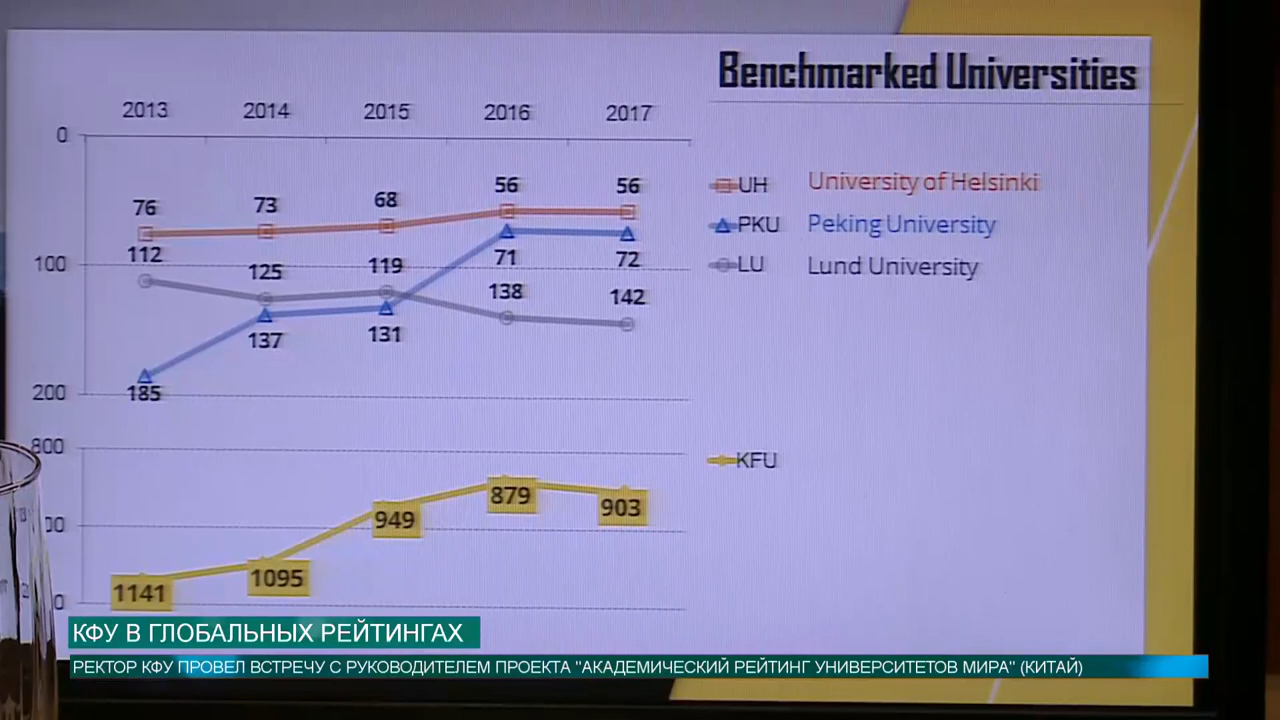 Benchmarked Universities
2013 2014 2015 2016 2017
0
76 73 68 56 56
UH University of Helsinki
PKU Peking University
112 125 119 71 72
100
LU Lund University
138 142
137 131
185
200
800
KFU
879 903
949
1095
1141
КФУ В ГЛОБАЛЬНЫХ РЕЙТИНГАХ
РЕКТОР КФУ ПРОВЕЛ ВСТРЕЧУ С РУКОВОДИТЕЛЕМ ПРОЕКТА "АКАДЕМИЧЕСКИЙ РЕЙТИНГ УНИВЕРСИТЕТОВ МИРА" (КИТАЙ)